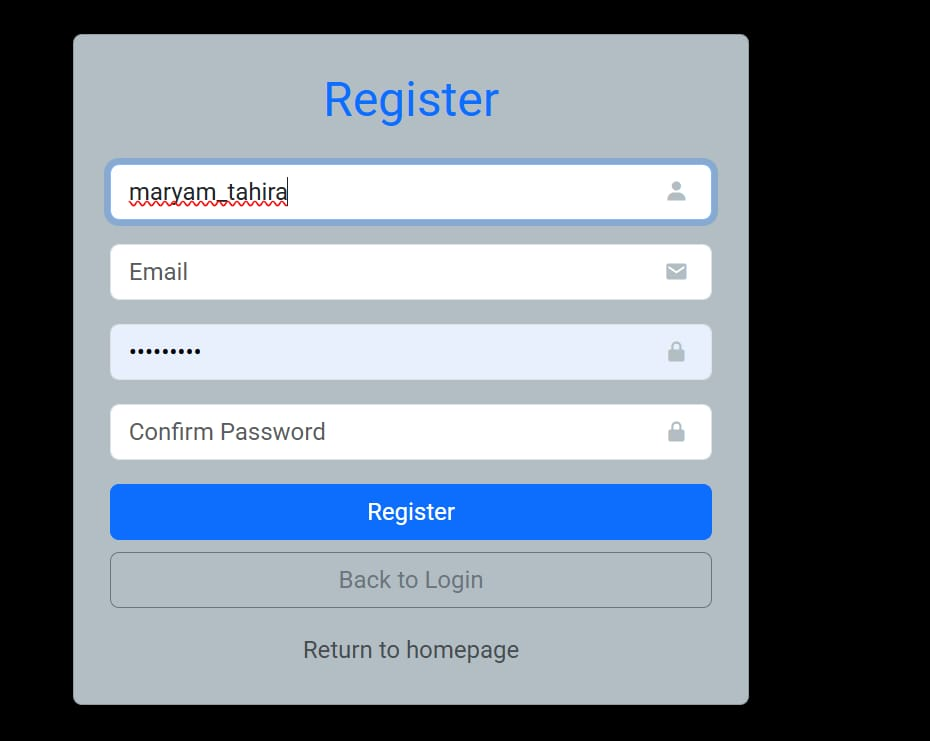 Register
maryam_tahira
Email
•••••••••
Confirm Password
Register
Back to Login
Return to homepage